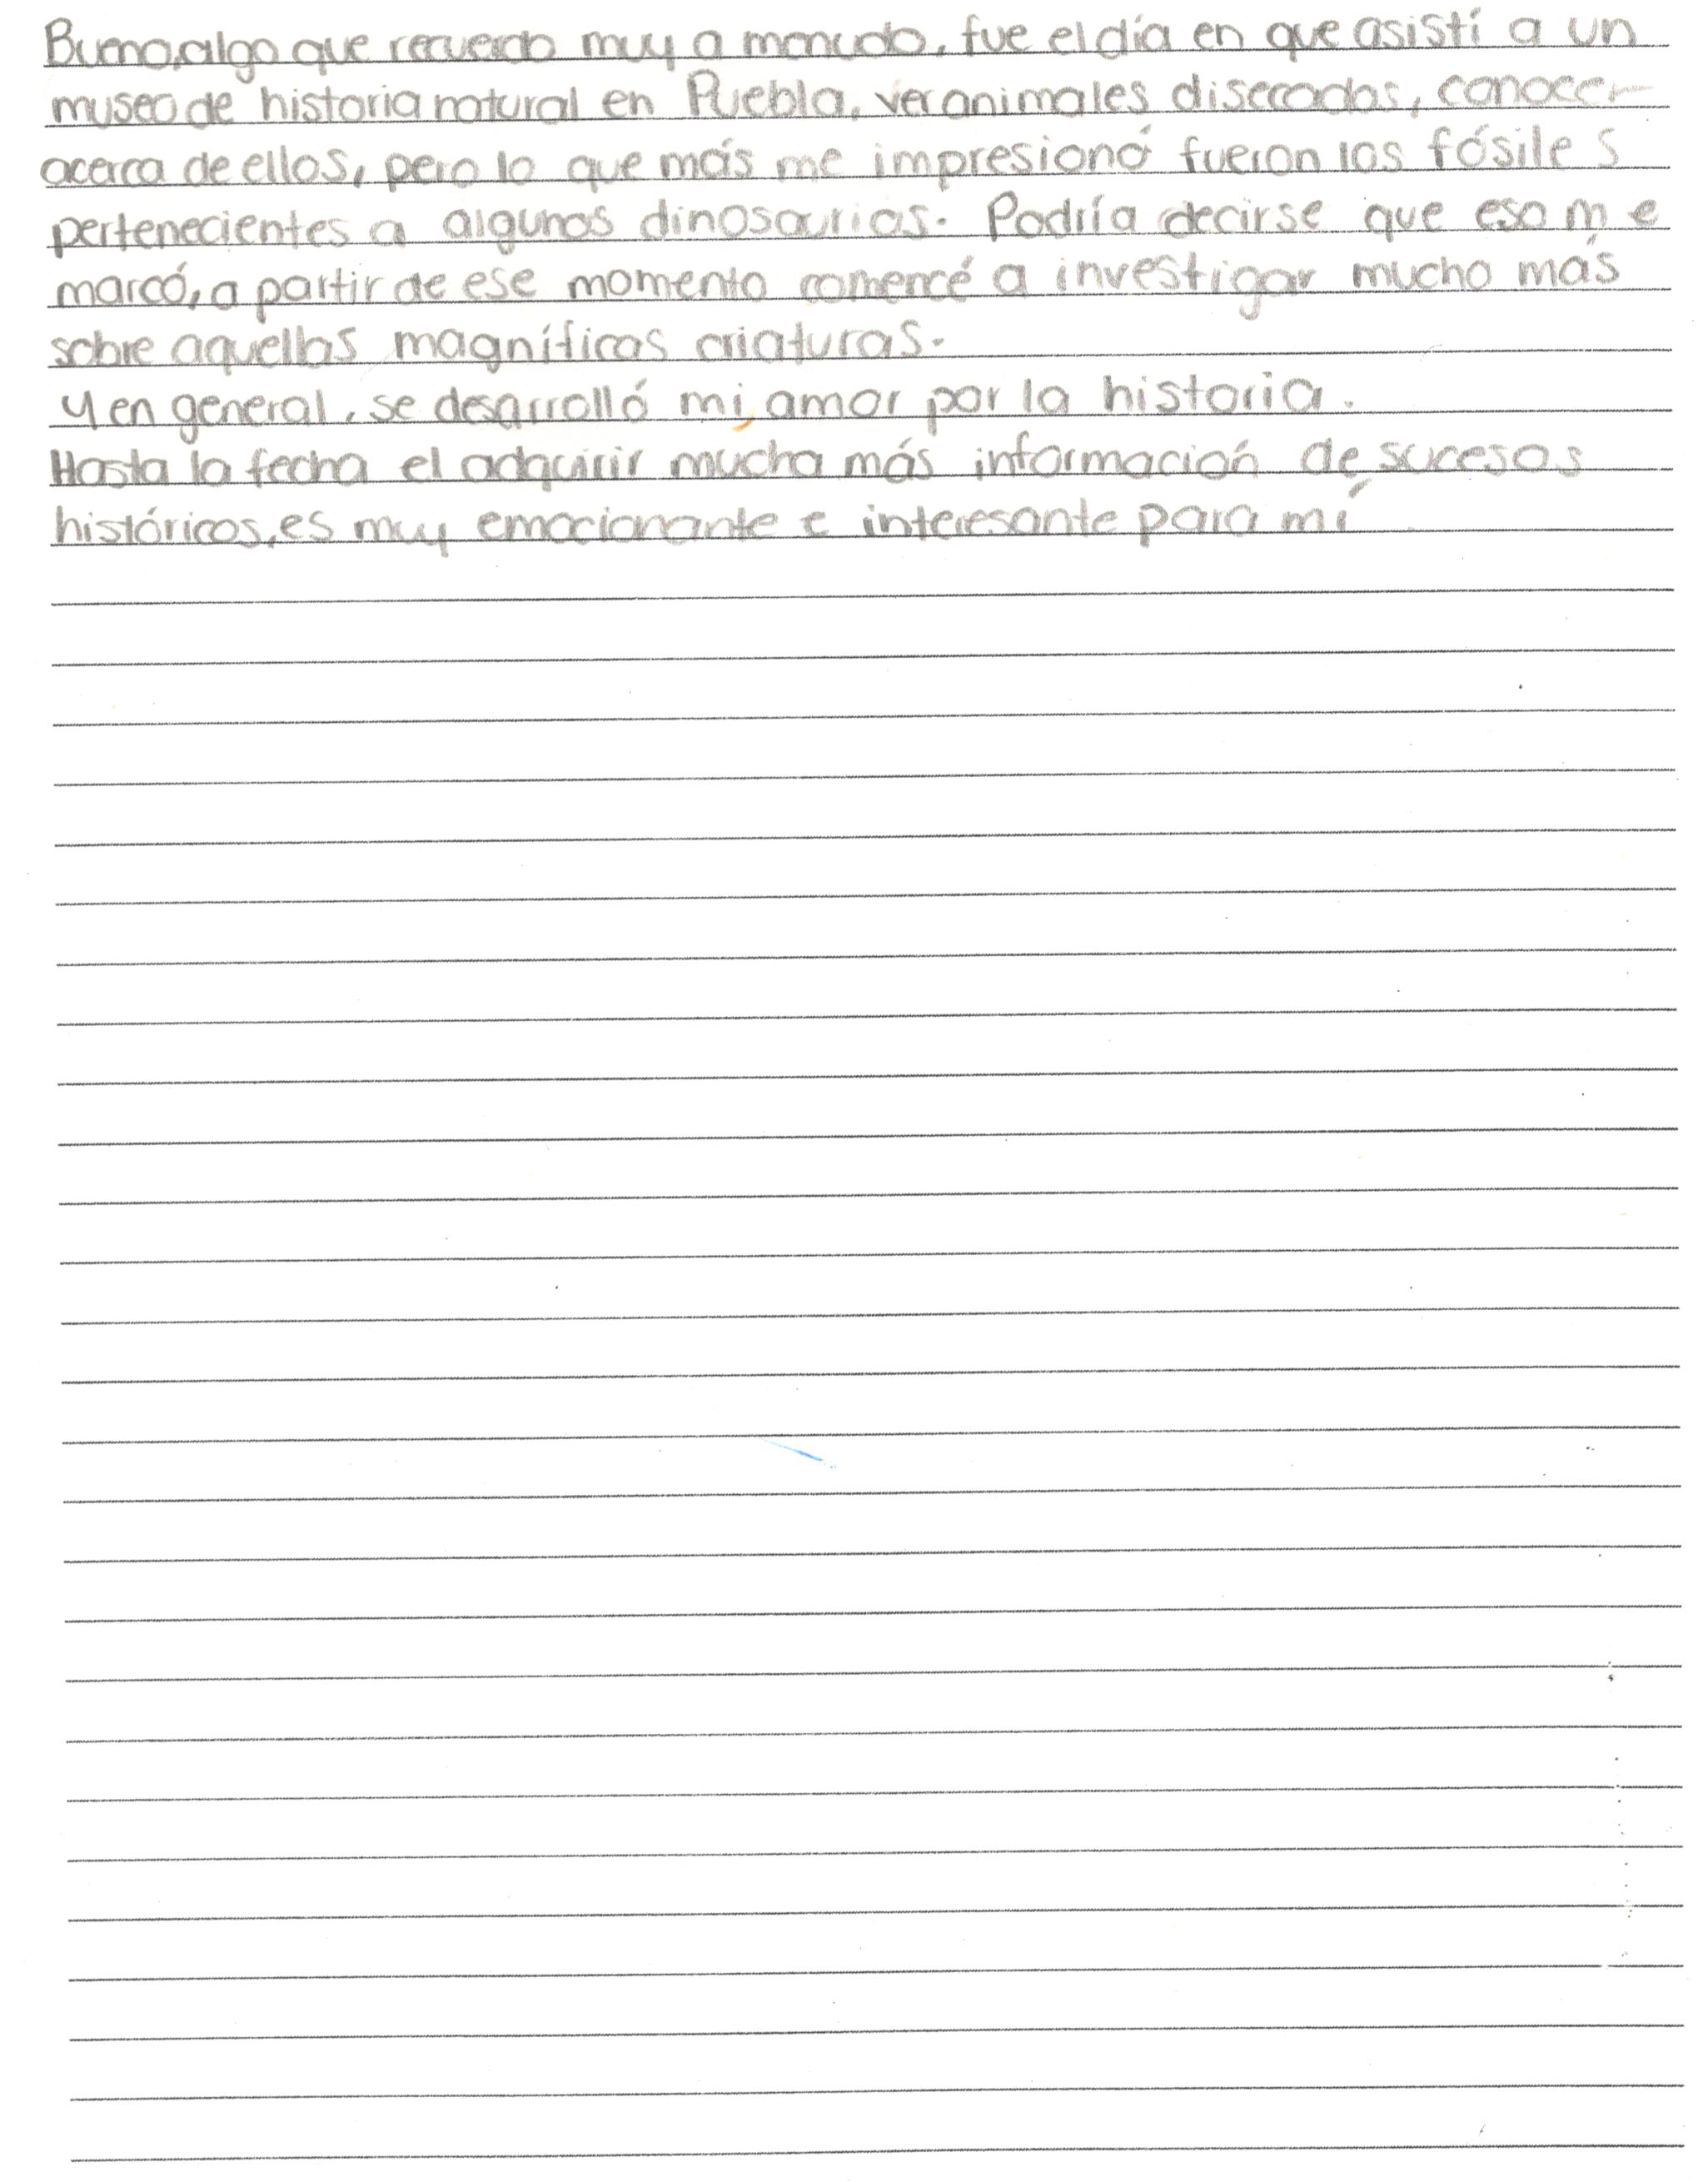 Bueno, algo que recuerdo muy a menudo, fue el día en que asistí a un
museo de historia natural en Puebla, ver animales disecados, conocer
acerca de ellos, pero lo que más me impresionó fueron los fósiles
pertenecientes a algunos dinosaurios. Podría decirse que eso me
marcó, a partir de ese momento comencé a investigar mucho más
sobre aquellas magníficas criaturas.
Y en general, se desarrolló mi amor por la historia.
Hasta la fecha el adquirir mucha más información de sucesos
históricos, es muy emocionante e interesante para mí